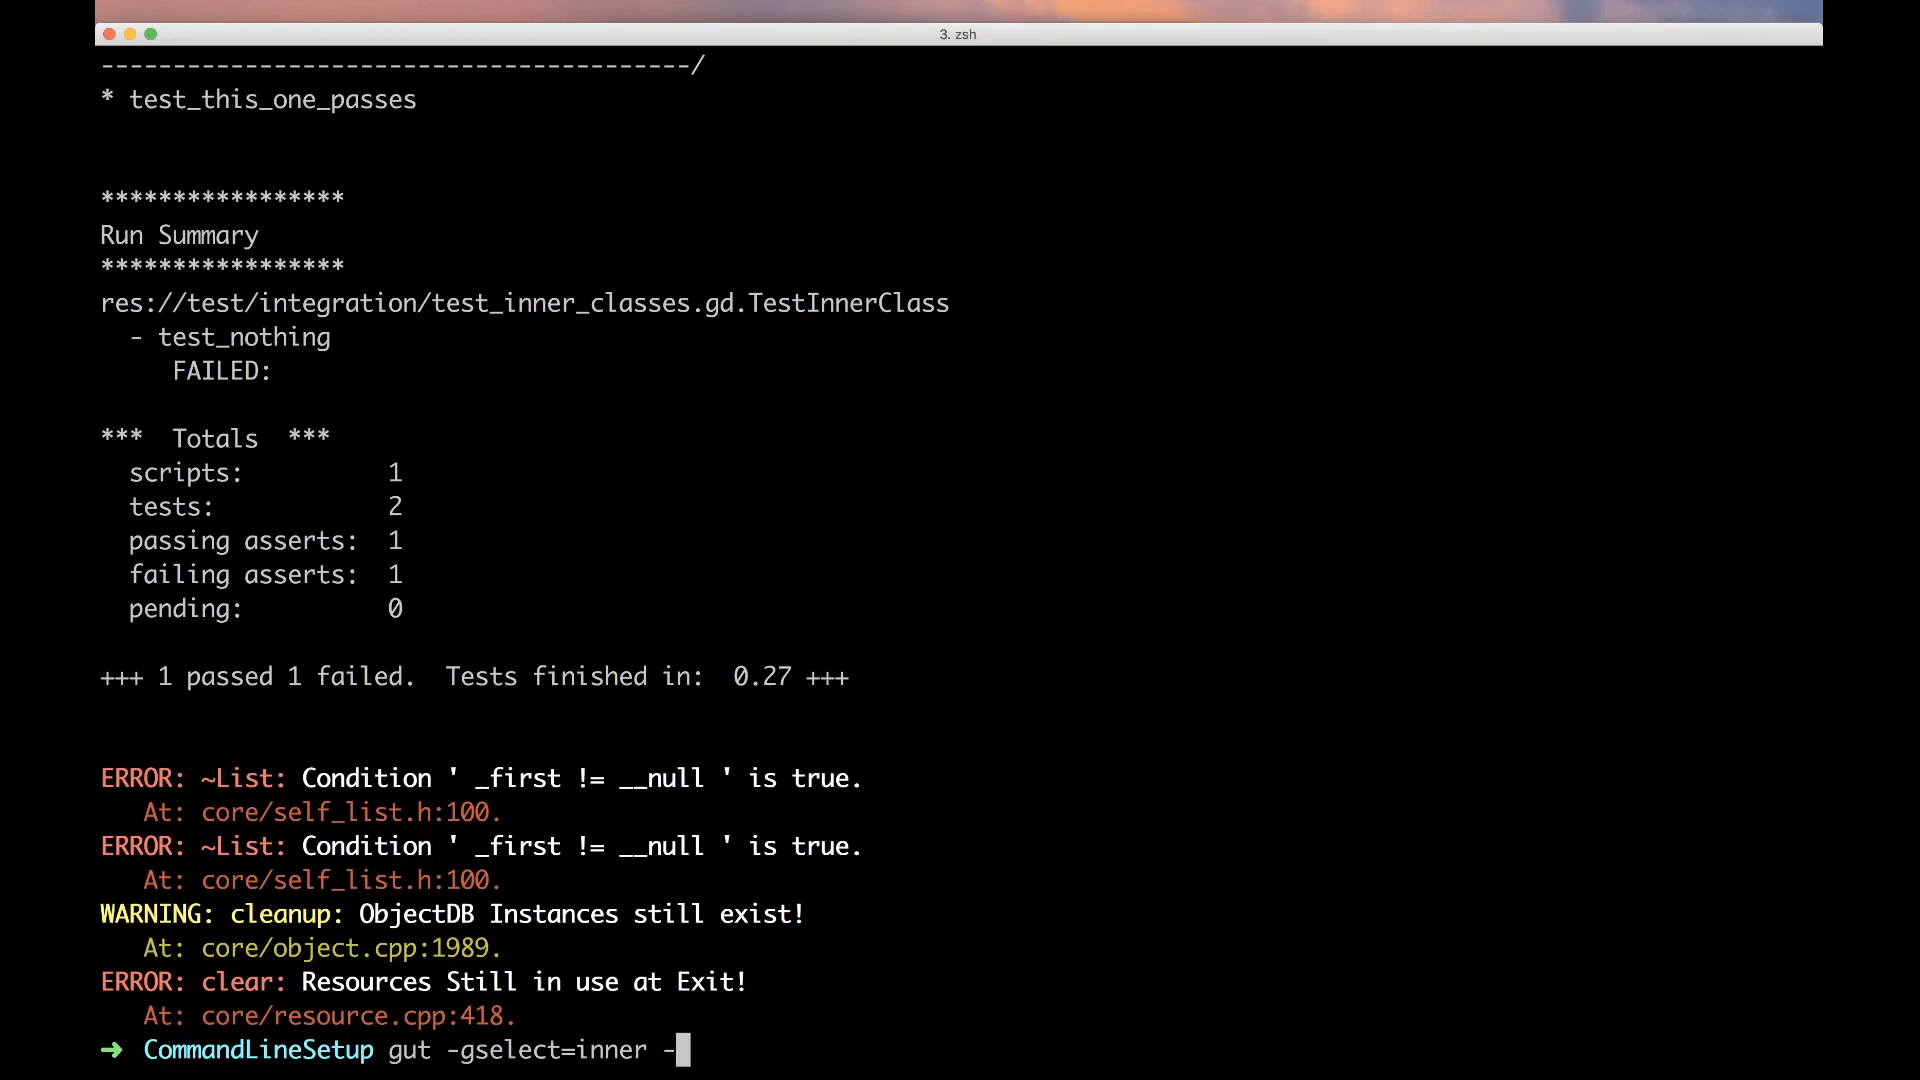 3. zsh
-----------------------------------------/
* test_this_one_passes
*****************
Run Summary
*****************
res://test/integration/test_inner_classes.gd.TestInnerClass
  - test_nothing
     FAILED:
***  Totals  ***
  scripts:          1
  tests:            2
  passing asserts:  1
  failing asserts:  1
  pending:          0
+++ 1 passed 1 failed.  Tests finished in:  0.27 +++
ERROR: ~List: Condition ' _first != __null ' is true.
   At: core/self_list.h:100.
ERROR: ~List: Condition ' _first != __null ' is true.
   At: core/self_list.h:100.
WARNING: cleanup: ObjectDB Instances still exist!
   At: core/object.cpp:1989.
ERROR: clear: Resources Still in use at Exit!
   At: core/resource.cpp:418.
➜  CommandLineSetup gut -gselect=inner -